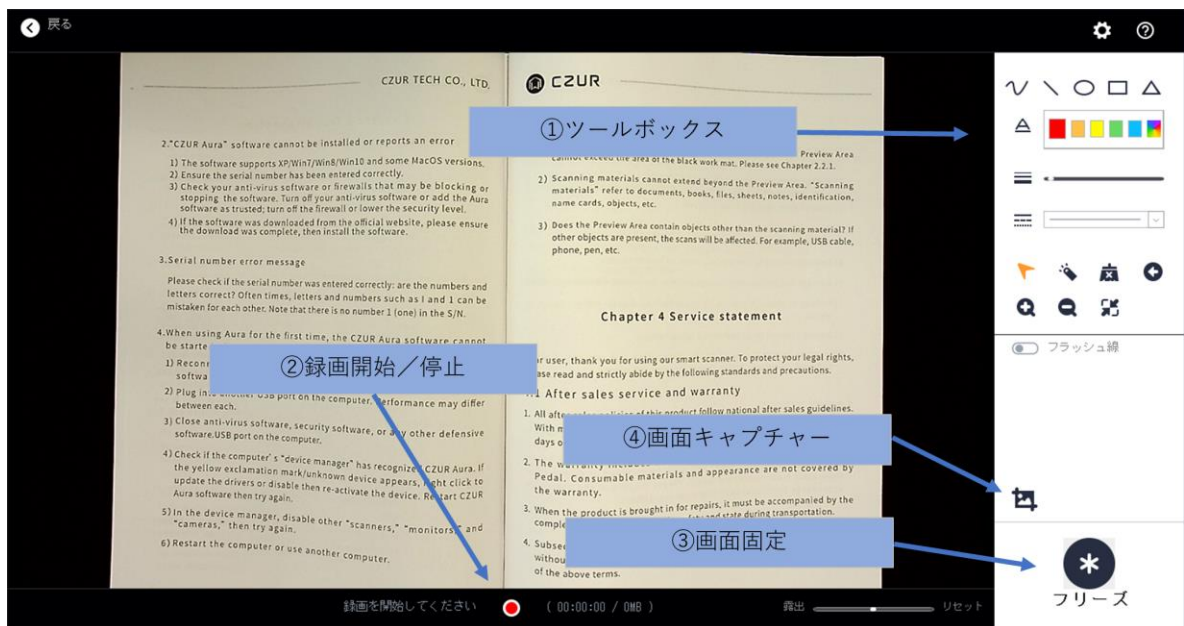 戻る
CZUR TECH CO., LTD.
2."CZUR Aura" software cannot be installed or reports an error
1) The software supports XP/Win7/Win8/Win10 and some MacOS versions.
2) Ensure the serial number has been entered correctly.
3) Check your anti-virus software or firewalls that may be blocking or
stopping the software. Turn off your anti-virus software or add the Aura
software as trusted; turn off the firewall or lower the security level.
4) If the software was downloaded from the official website, please ensure
the download was complete, then install the software.
3.Serial number error message
Please check if the serial number was entered correctly: are the numbers and
letters correct? Often times, letters and numbers such as I and 1 can be
mistaken for each other. Note that there is no number 1 (one) in the S/N.
4.When using Aura for the first time, the CZUR Aura software cannot
be starte
1) Reconn
softwa
2) Plug into another USB port on the computer. Performance may differ
between each.
3) Close anti-virus software, security software, or any other defensive
software.USB port on the computer.
4) Check if the computer's "device manager" has recognized CZUR Aura. If
the yellow exclamation mark/unknown device appears, right click to
update the drivers or disable then re-activate the device. Restart CZUR
Aura software then try again.
5) In the device manager, disable other "scanners," "monitors," and
"cameras," then try again.
6) Restart the computer or use another computer.
CZUR
①ツールボックス
Preview Area
cannot exceed the area of the black work mat. Please see Chapter 2.2.1.
2) Scanning materials cannot extend beyond the Preview Area. "Scanning
materials" refer to documents, books, files, sheets, notes, identification,
name cards, objects, etc.
3) Does the Preview Area contain objects other than the scanning material? If
other objects are present, the scans will be affected. For example, USB cable,
phone, pen, etc.
Chapter 4 Service statement
r user, thank you for using our smart scanner. To protect your legal rights,
ase read and strictly abide by the following standards and precautions.
1 After sales service and warranty
1. All after sales policies of this product follow national after sales guidelines.
With m
days o
2. The warranty includes
Pedal. Consumable materials and appearance are not covered by
the warranty.
3. When the product is brought in for repairs, it must be accompanied by the
comple
state during transportation.
4. Subse
withou
of the above terms.
②録画開始／停止
④画面キャプチャー
③画面固定
フラッシュ線
フリーズ
録画を開始してください
( 00:00:00 / 0MB )
露出
リセット